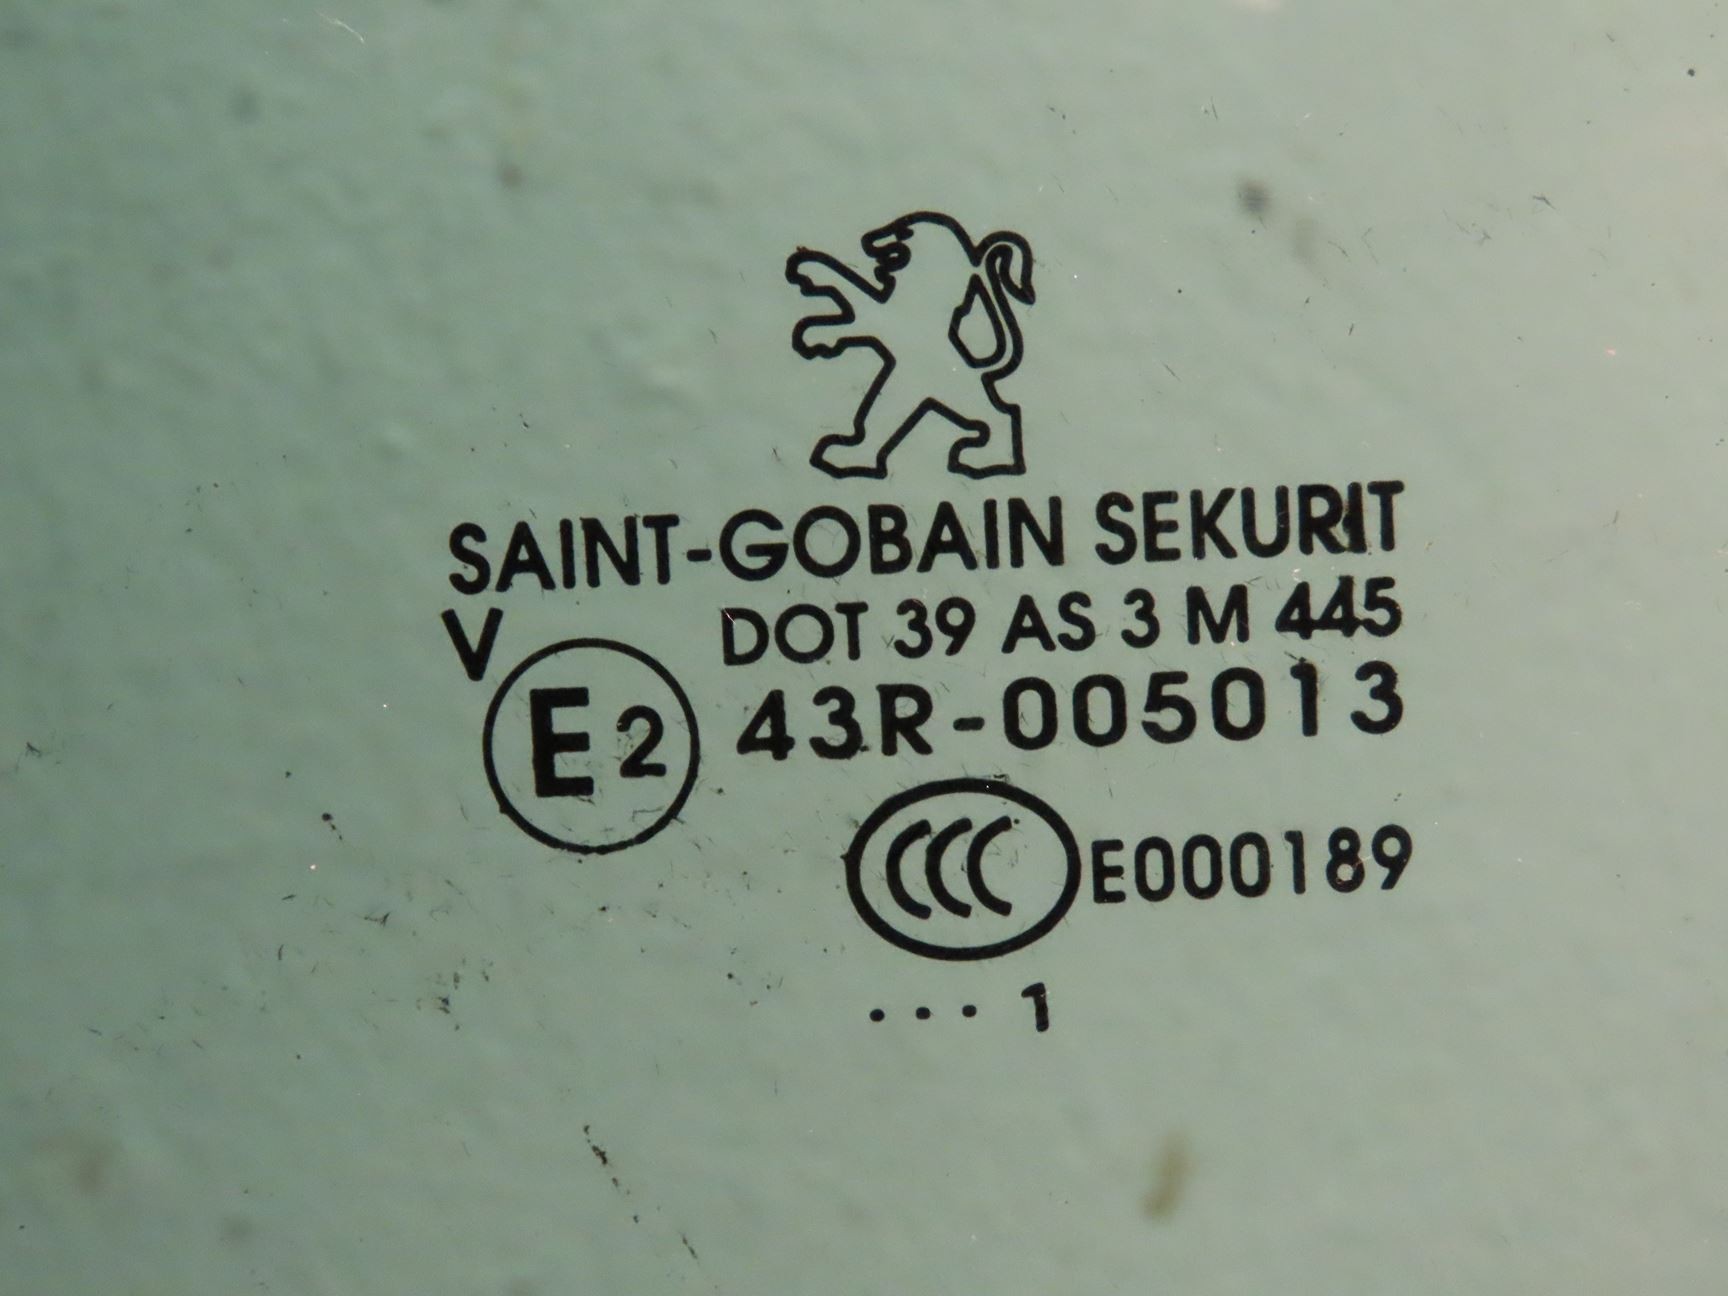 SAINT-GOBAIN SEKURIT
V DOT 39 AS 3 M 445
E2 43R-005013
CCC E000189
... 1